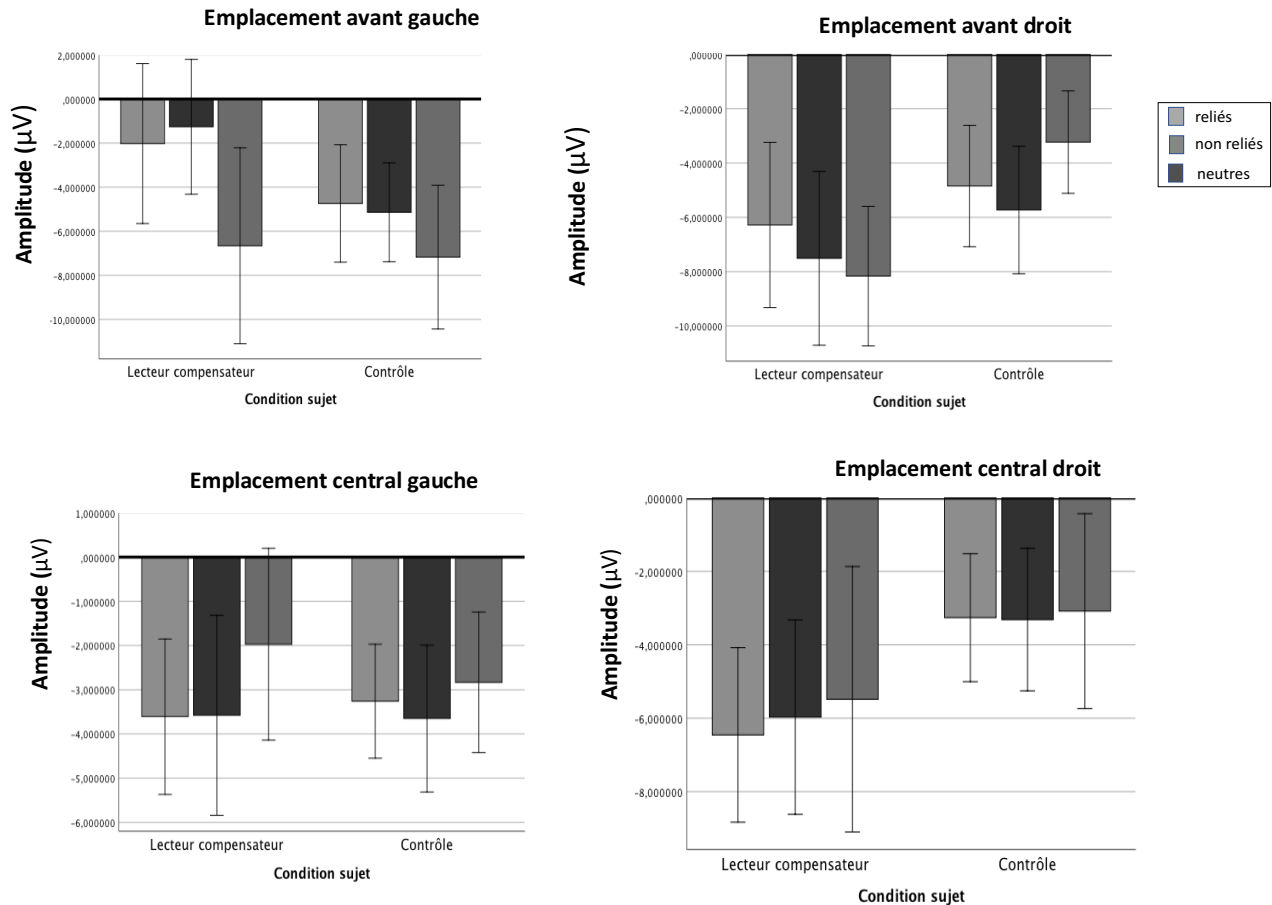 Emplacement avant gauche
Amplitude (µV)
2,000000
,000000
-2,000000
-4,000000
-6,000000
-8,000000
-10,000000
Lecteur compensateur
Contrôle
Condition sujet
Emplacement avant droit
Amplitude (µV)
,000000
-2,000000
-4,000000
-6,000000
-8,000000
-10,000000
Lecteur compensateur
Contrôle
Condition sujet
reliés
non reliés
neutres
Emplacement central gauche
Amplitude (µV)
1,000000
,000000
-1,000000
-2,000000
-3,000000
-4,000000
-5,000000
-6,000000
Lecteur compensateur
Contrôle
Condition sujet
Emplacement central droit
Amplitude (µV)
,000000
-2,000000
-4,000000
-6,000000
-8,000000
Lecteur compensateur
Contrôle
Condition sujet